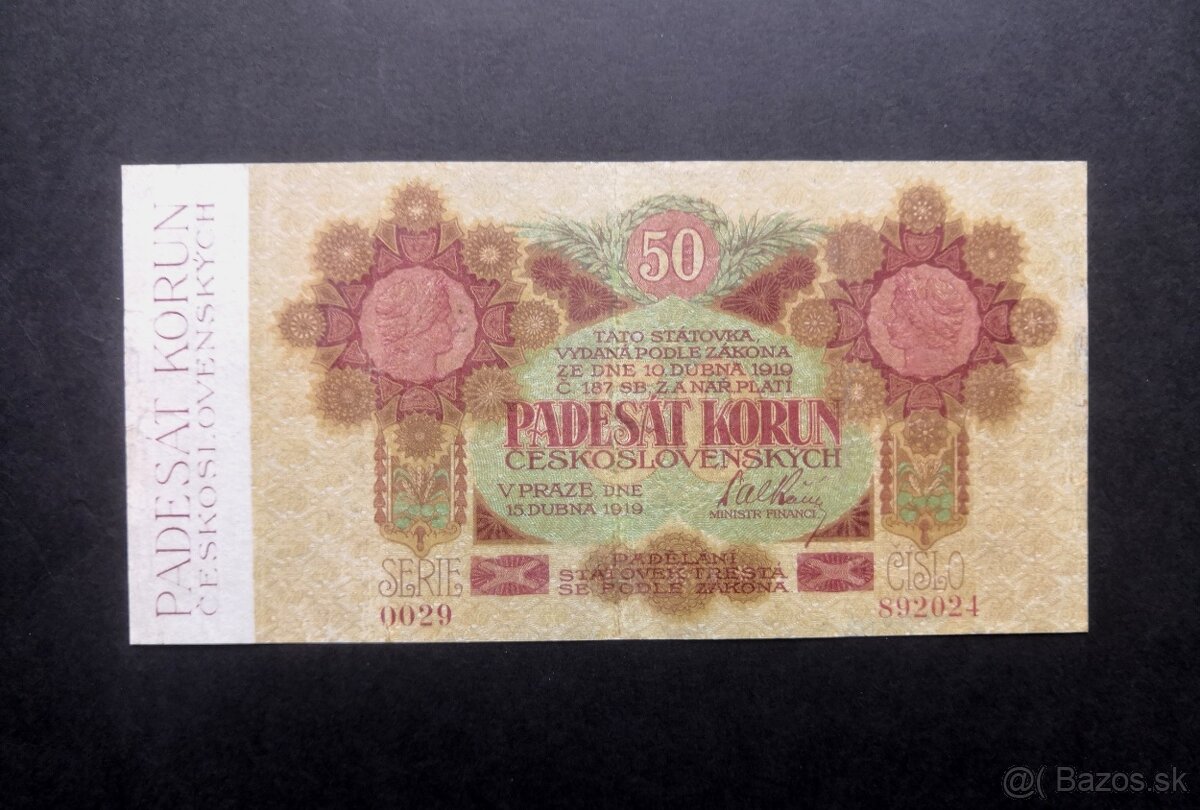 PADESÁT KORUN
ČESKOSLOVENSKÝCH
50
TATO STÁTOVKA
VYDANÁ PODLE ZÁKONA
ZE DNE 10. DUBNA 1919
Č. 187 SB. Z. A NAŘ. PLATÍ
PADESÁT KORUN
ČESKOSLOVENSKÝCH
V PRAZE DNE
15. DUBNA 1919
MINISTR FINANCÍ
PADĚLÁNÍ
STÁTOVEK TRESTÁ
SE PODLE ZÁKONA
SERIE
0029
ČÍSLO
892024
@( Bazos.sk